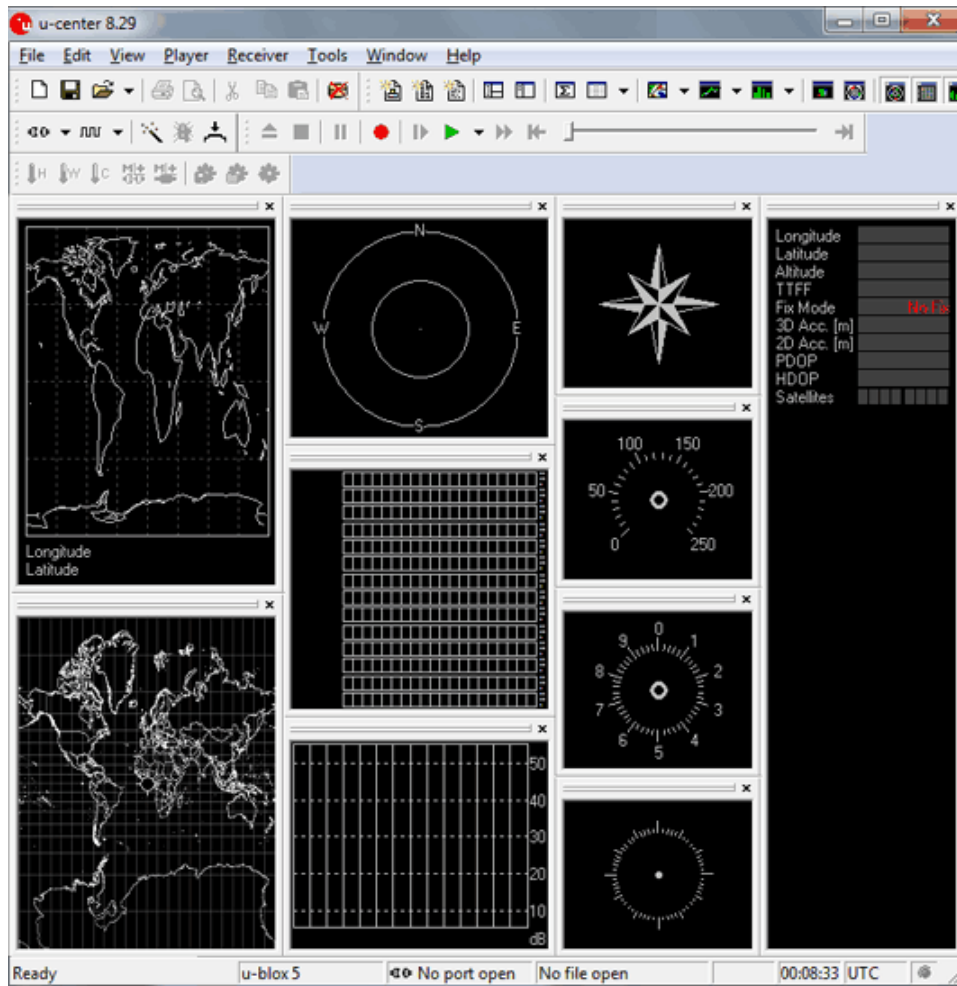 u-center 8.29
File Edit View Player Receiver Tools Window Help
H W C
Longitude
Latitude
N
W E
S
50
40
30
20
10
dB
100 150
50 200
0 250
0
9 1
8 2
7 3
6 4
5
Longitude
Latitude
Altitude
TTFF
Fix Mode No Fix
3D Acc. [m]
2D Acc. [m]
PDOP
HDOP
Satellites
Ready u-blox 5 No port open No file open 00:08:33 UTC